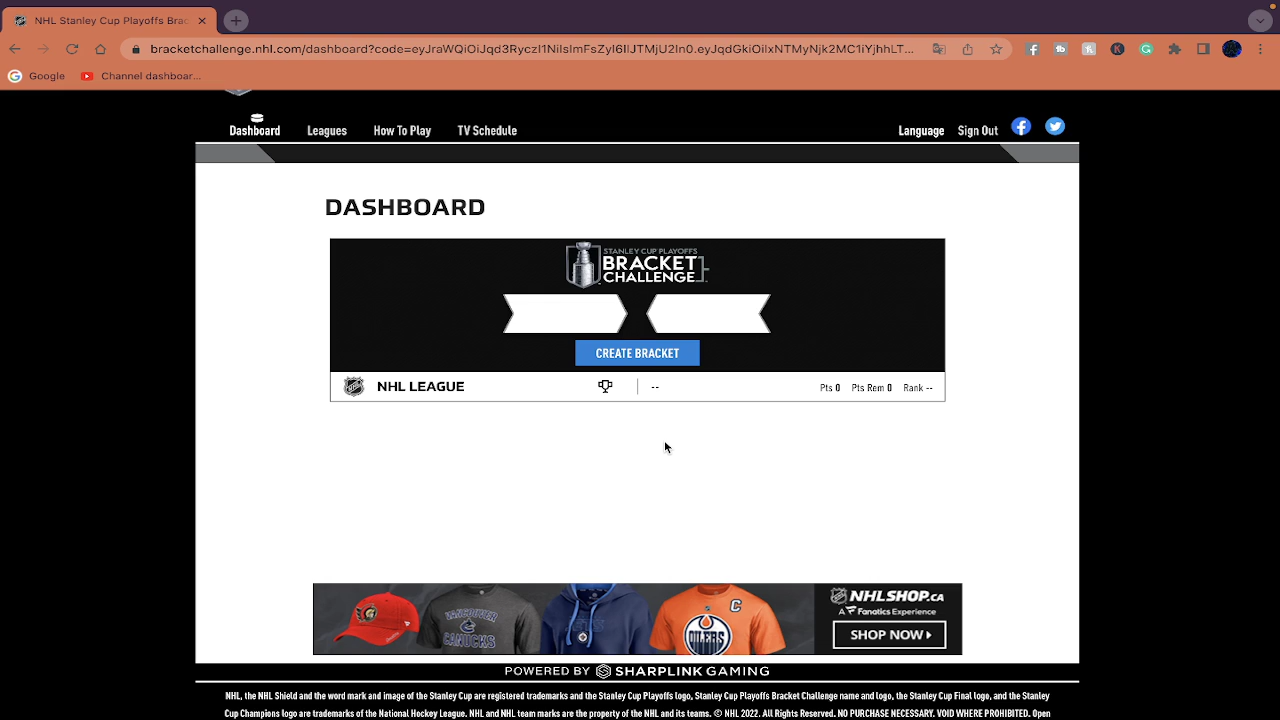 NHL Stanley Cup Playoffs Brac
bracketchallenge.nhl.com/dashboard?code=eyJraWQiOiJqd3RyczI1NiIsImFsZyI6IlJTMjU2In0.eyJqdGkiOiIxNTMyNjk2MC1iYjhhLT...
Google
Channel dashboar...
Dashboard
Leagues
How To Play
TV Schedule
Language
Sign Out
DASHBOARD
STANLEY CUP PLAYOFFS
BRACKET
CHALLENGE
CREATE BRACKET
NHL LEAGUE
--
Pts 0
Pts Rem 0
Rank --
VANCOUVER
CANUCKS
C
OILERS
NHLSHOP.CA
A Fanatics Experience
SHOP NOW
POWERED BY SHARPLINK GAMING
NHL, the NHL Shield and the word mark and image of the Stanley Cup are registered trademarks and the Stanley Cup Playoffs logo, Stanley Cup Playoffs Bracket Challenge name and logo, the Stanley Cup Final logo, and the Stanley
Cup Champions logo are trademarks of the National Hockey League. NHL and NHL team marks are the property of the NHL and its teams. © NHL 2022. All Rights Reserved. NO PURCHASE NECESSARY. VOID WHERE PROHIBITED. Open